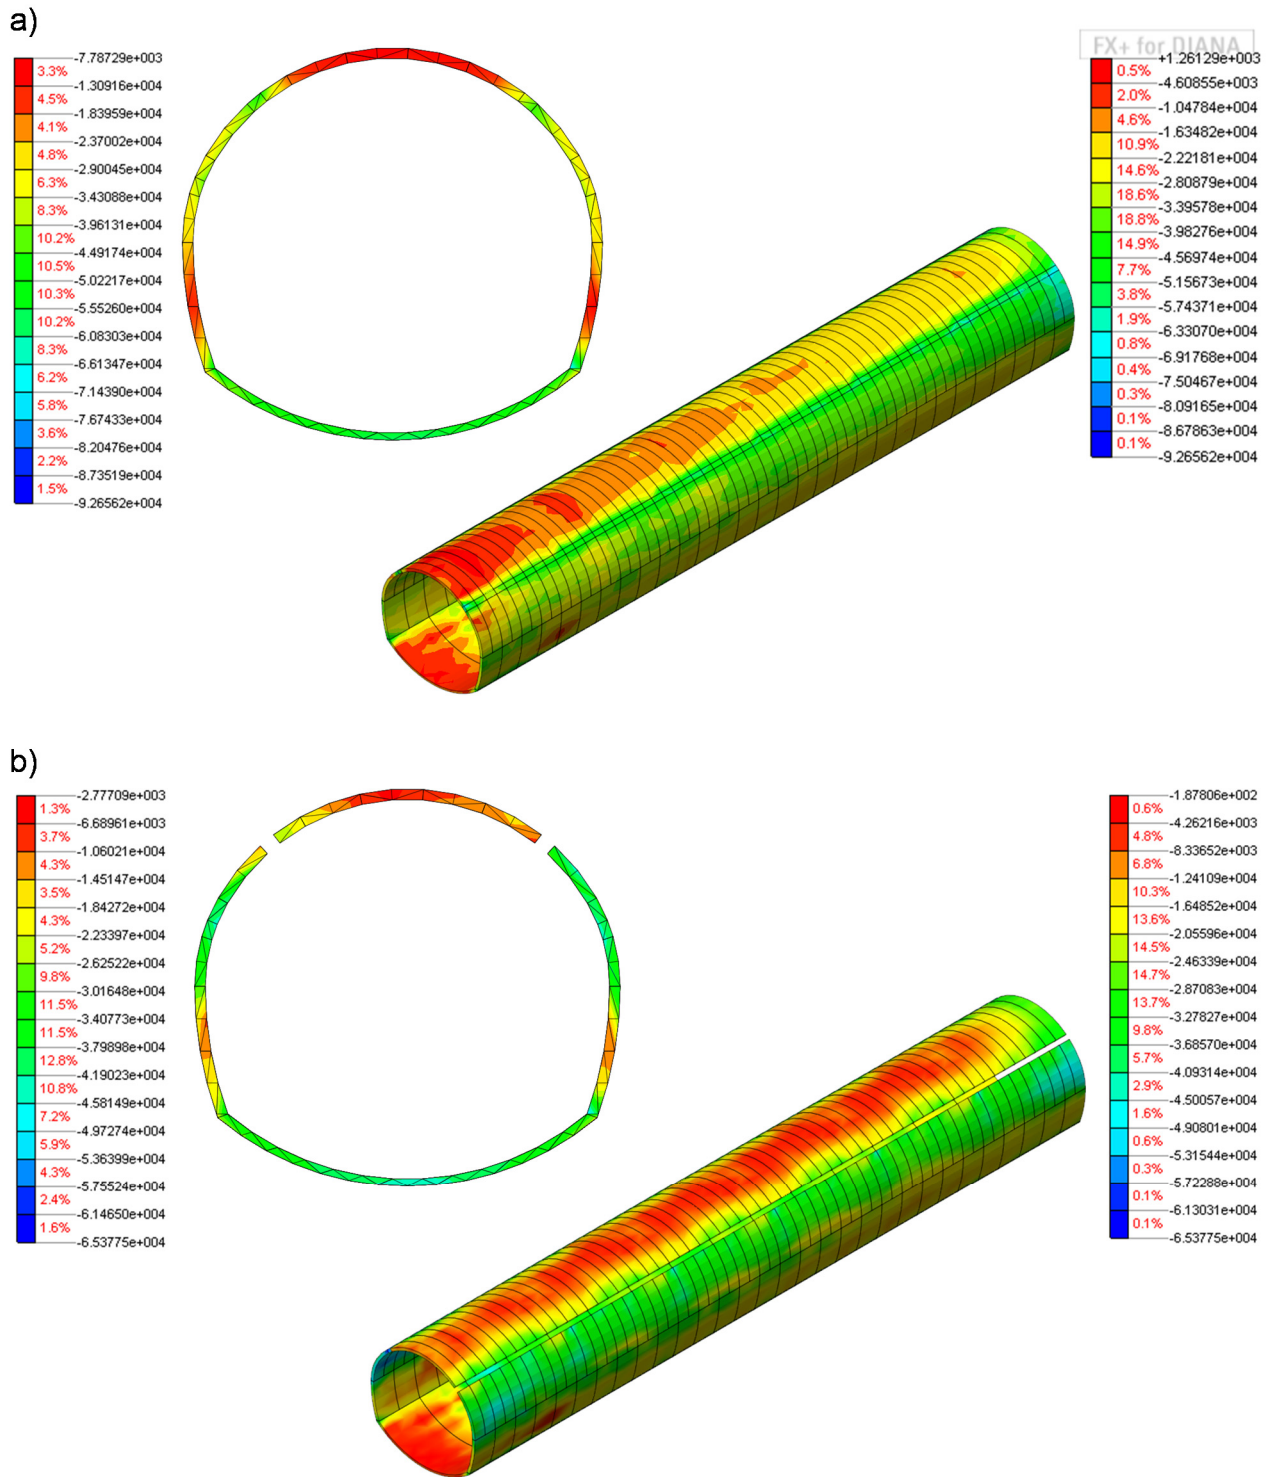 a)
FX+ for DIANA
-7.78729e+003
3.3%
-1.30916e+004
4.5%
-1.83959e+004
4.1%
-2.37002e+004
4.8%
-2.90045e+004
6.3%
-3.43088e+004
8.3%
-3.96131e+004
10.2%
-4.49174e+004
10.5%
-5.02217e+004
10.3%
-5.55260e+004
10.2%
-6.08303e+004
8.3%
-6.61347e+004
6.2%
-7.14390e+004
5.8%
-7.67433e+004
3.6%
-8.20476e+004
2.2%
-8.73519e+004
1.5%
-9.26562e+004
+1.26129e+003
0.5%
-4.60855e+003
2.0%
-1.04784e+004
4.6%
-1.63482e+004
10.9%
-2.22181e+004
14.6%
-2.80879e+004
18.6%
-3.39578e+004
18.8%
-3.98276e+004
14.9%
-4.56974e+004
7.7%
-5.15673e+004
3.8%
-5.74371e+004
1.9%
-6.33070e+004
0.8%
-6.91768e+004
0.4%
-7.50467e+004
0.3%
-8.09165e+004
0.1%
-8.67863e+004
0.1%
-9.26562e+004
b)
-2.77709e+003
1.3%
-6.68961e+003
3.7%
-1.06021e+004
4.3%
-1.45147e+004
3.5%
-1.84272e+004
4.3%
-2.23397e+004
5.2%
-2.62522e+004
9.8%
-3.01648e+004
11.5%
-3.40773e+004
11.5%
-3.79898e+004
12.8%
-4.19023e+004
10.8%
-4.58149e+004
7.2%
-4.97274e+004
5.9%
-5.36399e+004
4.3%
-5.75524e+004
2.4%
-6.14650e+004
1.6%
-6.53775e+004
-1.87806e+002
0.6%
-4.26216e+003
4.8%
-8.33652e+003
6.8%
-1.24109e+004
10.3%
-1.64852e+004
13.6%
-2.05596e+004
14.5%
-2.46339e+004
14.7%
-2.87083e+004
13.7%
-3.27827e+004
9.8%
-3.68570e+004
5.7%
-4.09314e+004
2.9%
-4.50057e+004
1.6%
-4.90801e+004
0.6%
-5.31544e+004
0.3%
-5.72288e+004
0.1%
-6.13031e+004
0.1%
-6.53775e+004